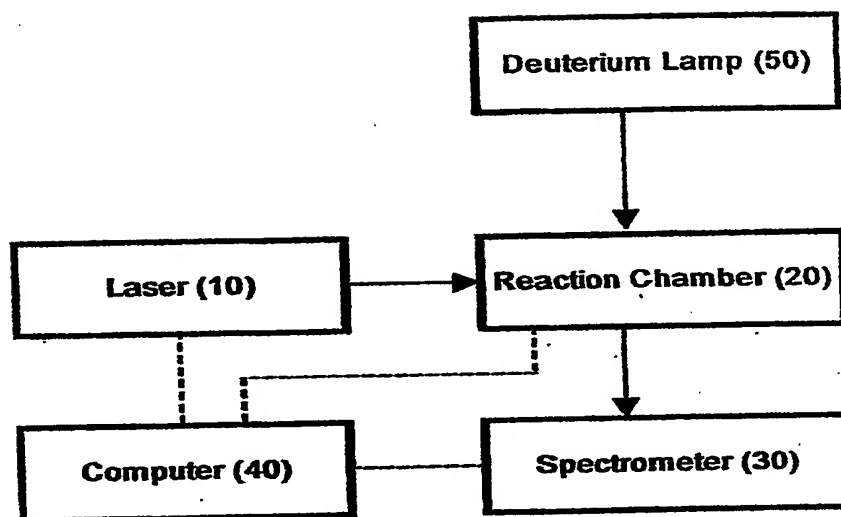 Deuterium Lamp (50)
Laser (10)
Reaction Chamber (20)
Computer (40)
Spectrometer (30)